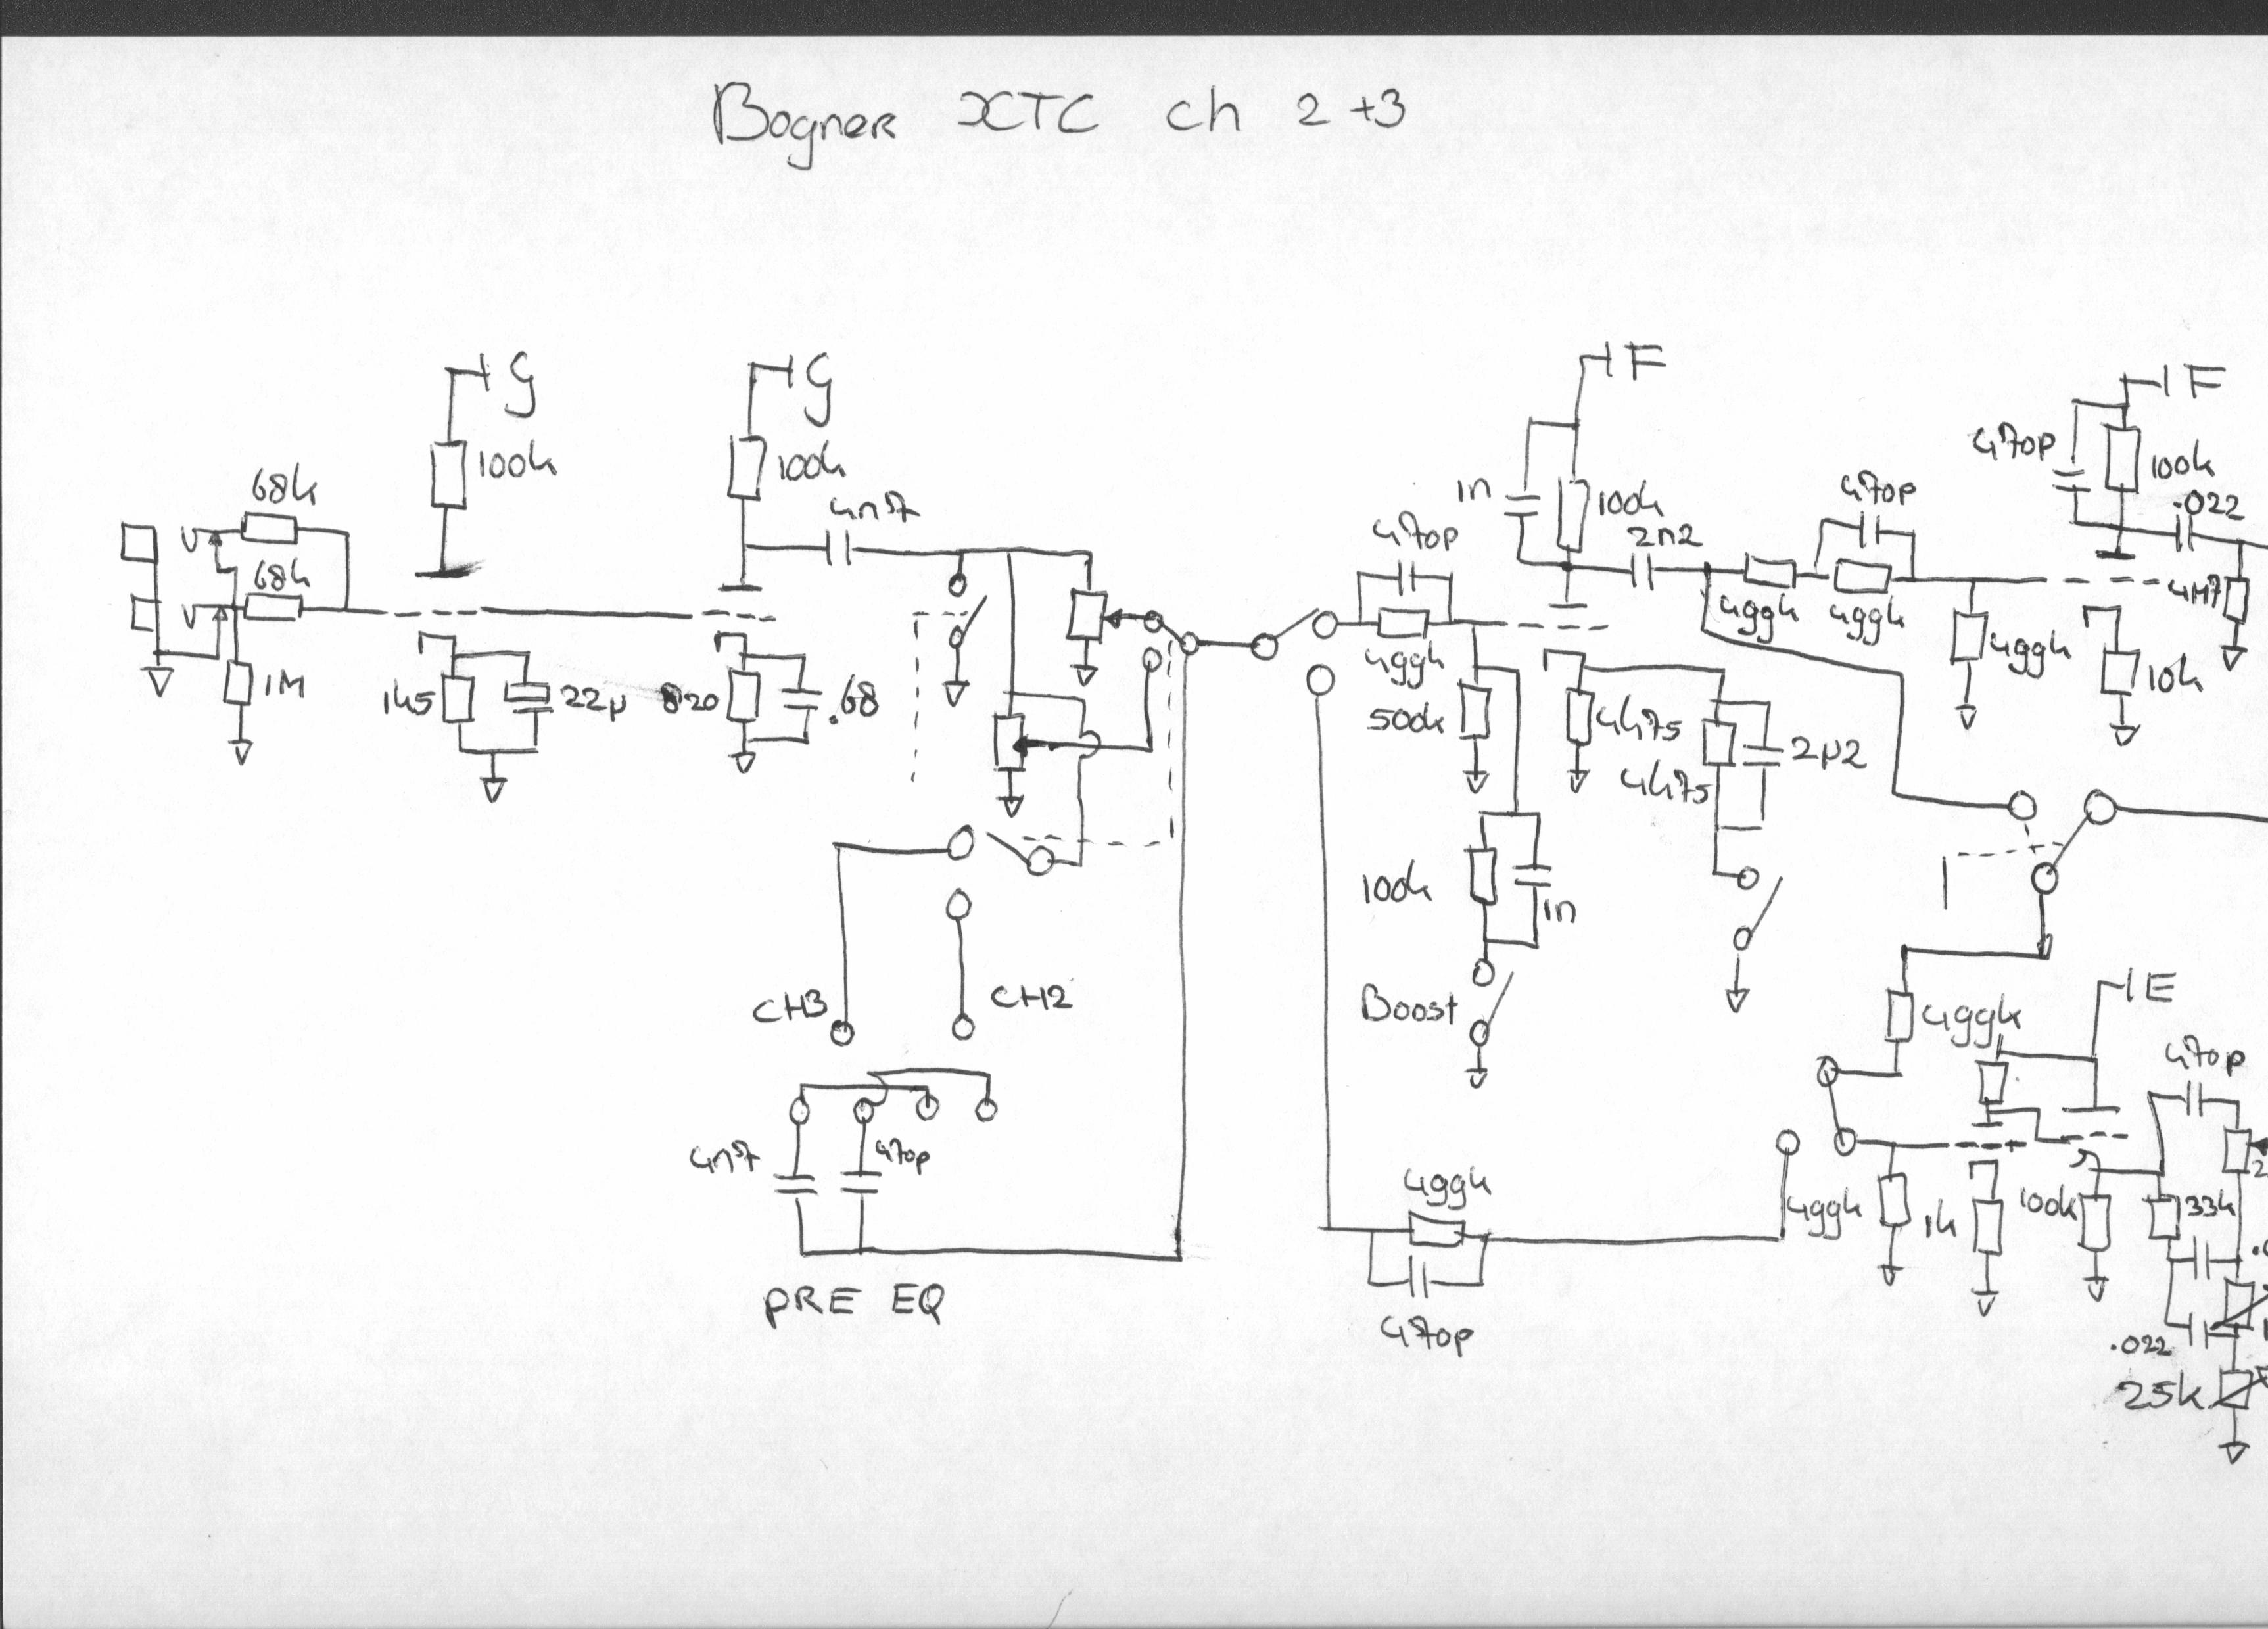 Bogner XTC ch 2+3
G
100k
G
100k
4n7
68k
68k
1M
1k5
22µ
820
.68
CH3
CH2
4n7
470p
PRE EQ
F
1n
100k
470p
499k
500k
100k
1n
Boost
2n2
4k75
4k75
2µ2
499k
470p
499k
499k
F
470p
100k
.022
4M7
10k
499k
E
470p
499k
1k
100k
33k
.022
25k
499k
470p